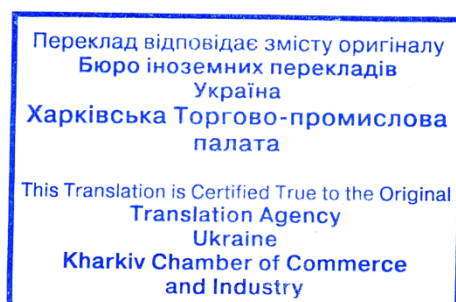 Переклад відповідає змісту оригіналу
Бюро іноземних перекладів
Україна
Харківська Торгово-промислова
палата
This Translation is Certified True to the Original
Translation Agency
Ukraine
Kharkiv Chamber of Commerce
and Industry